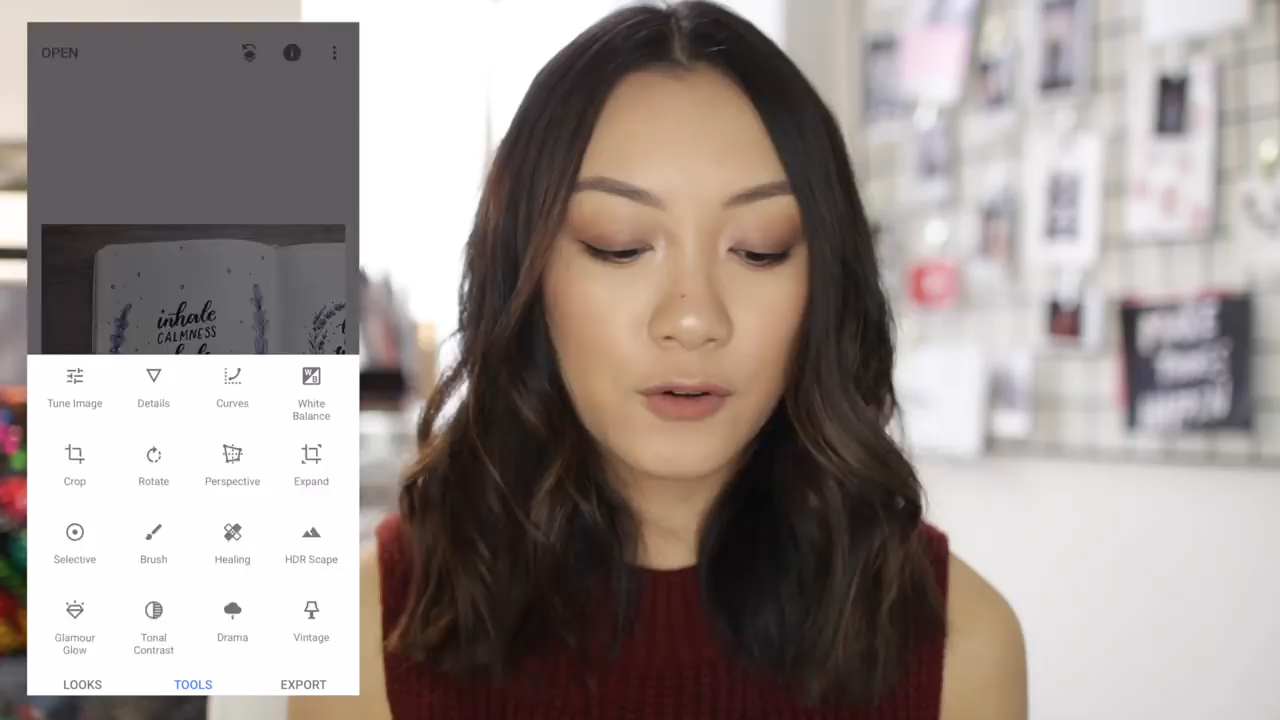 OPEN
inhale
CALMNESS
Tune Image
Details
Curves
White
Balance
Crop
Rotate
Perspective
Expand
Selective
Brush
Healing
HDR Scape
Glamour
Glow
Tonal
Contrast
Drama
Vintage
LOOKS
TOOLS
EXPORT
MAKE